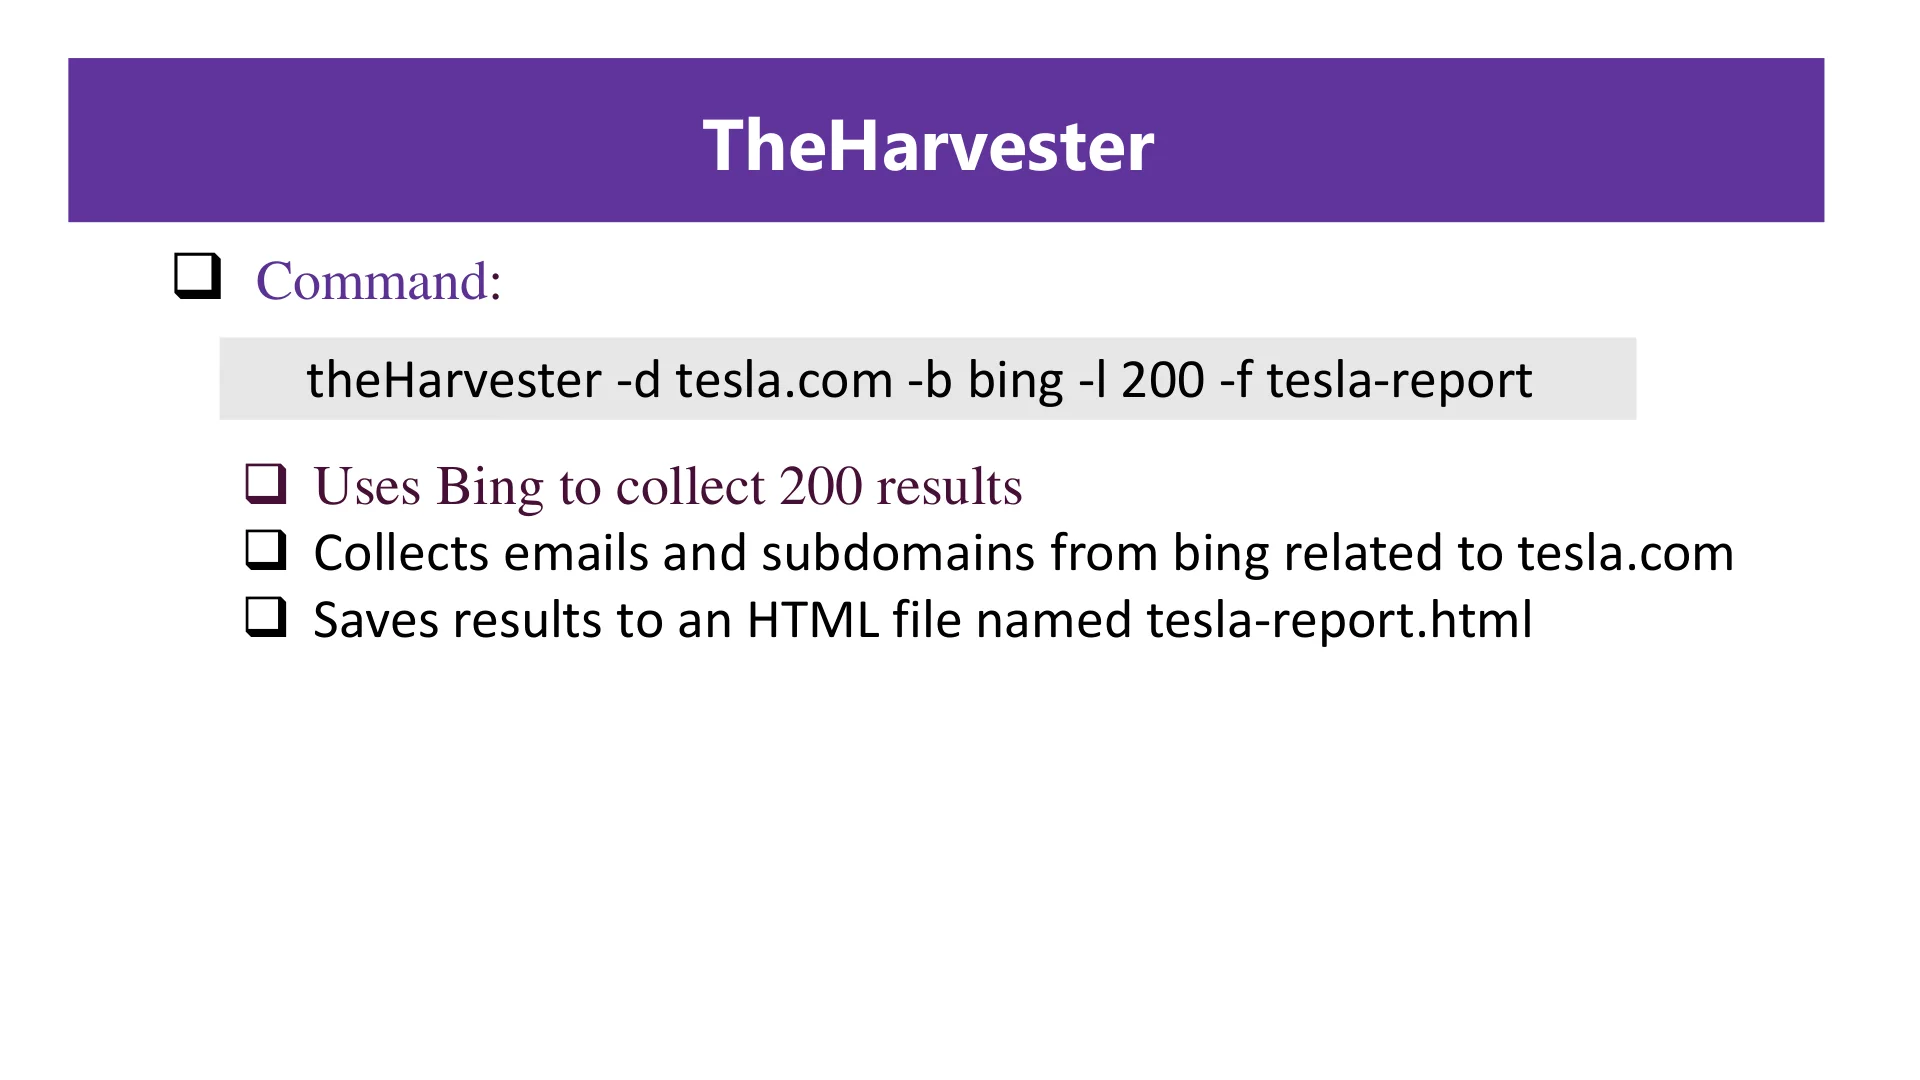 TheHarvester
Command:
theHarvester -d tesla.com -b bing -l 200 -f tesla-report
Uses Bing to collect 200 results
Collects emails and subdomains from bing related to tesla.com
Saves results to an HTML file named tesla-report.html